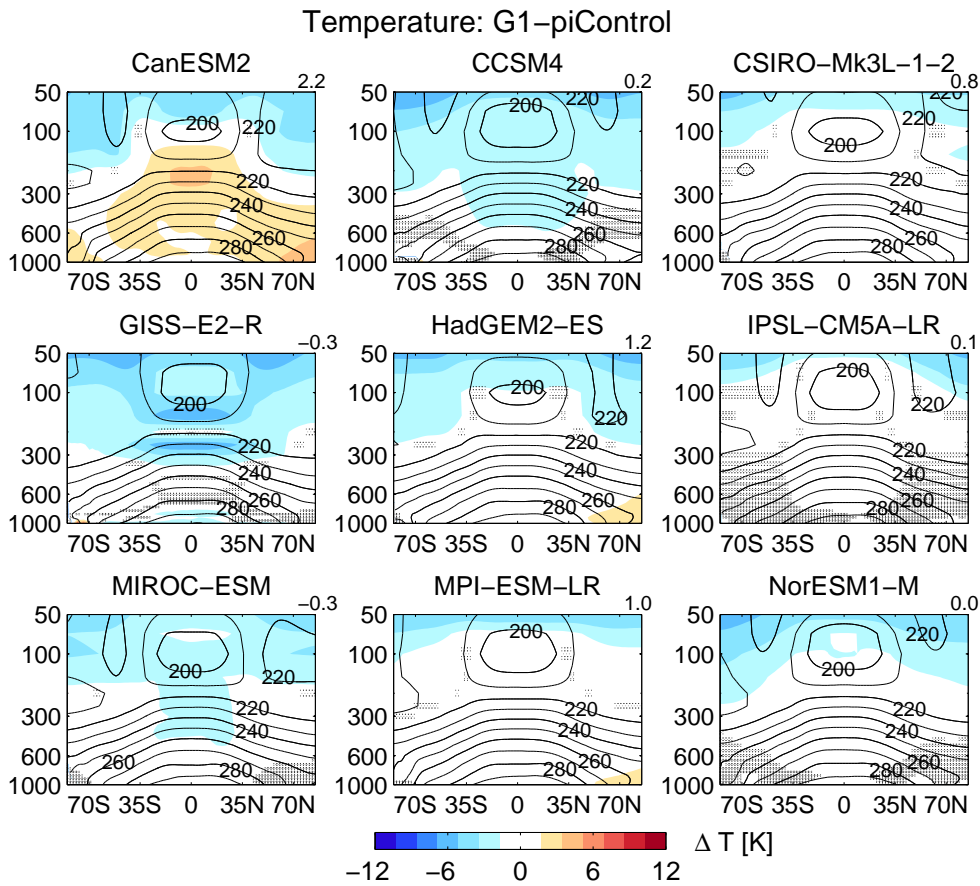 Temperature: G1−piControl
CanESM2 CCSM4 CSIRO−Mk3L−1−2
2.2 0.2 0.8
50 50 50
200 220 200 220 220
100 100 100
200
220 220 220
300 300 300
240 240 240
600 600 600
260 260 260
280 280 280
1000 1000 1000
70S 35S 0 35N 70N 70S 35S 0 35N 70N 70S 35S 0 35N 70N
GISS−E2−R HadGEM2−ES IPSL−CM5A−LR
−0.3 1.2 0.1
50 50 50
200 200
100 100 100
200 220 220
220 220 220
300 300 300
240 240 240
600 600 600
260 260 260
280 280 280
1000 1000 1000
70S 35S 0 35N 70N 70S 35S 0 35N 70N 70S 35S 0 35N 70N
MIROC−ESM MPI−ESM−LR NorESM1−M
−0.3 1.0 0.0
50 50 50
200 220
100 100 100
200 220 200
220 220 220
300 300 300
240 240 240
600 600 600
260 260 260
280 280 280
1000 1000 1000
70S 35S 0 35N 70N 70S 35S 0 35N 70N 70S 35S 0 35N 70N
Δ T [K]
−12 −6 0 6 12